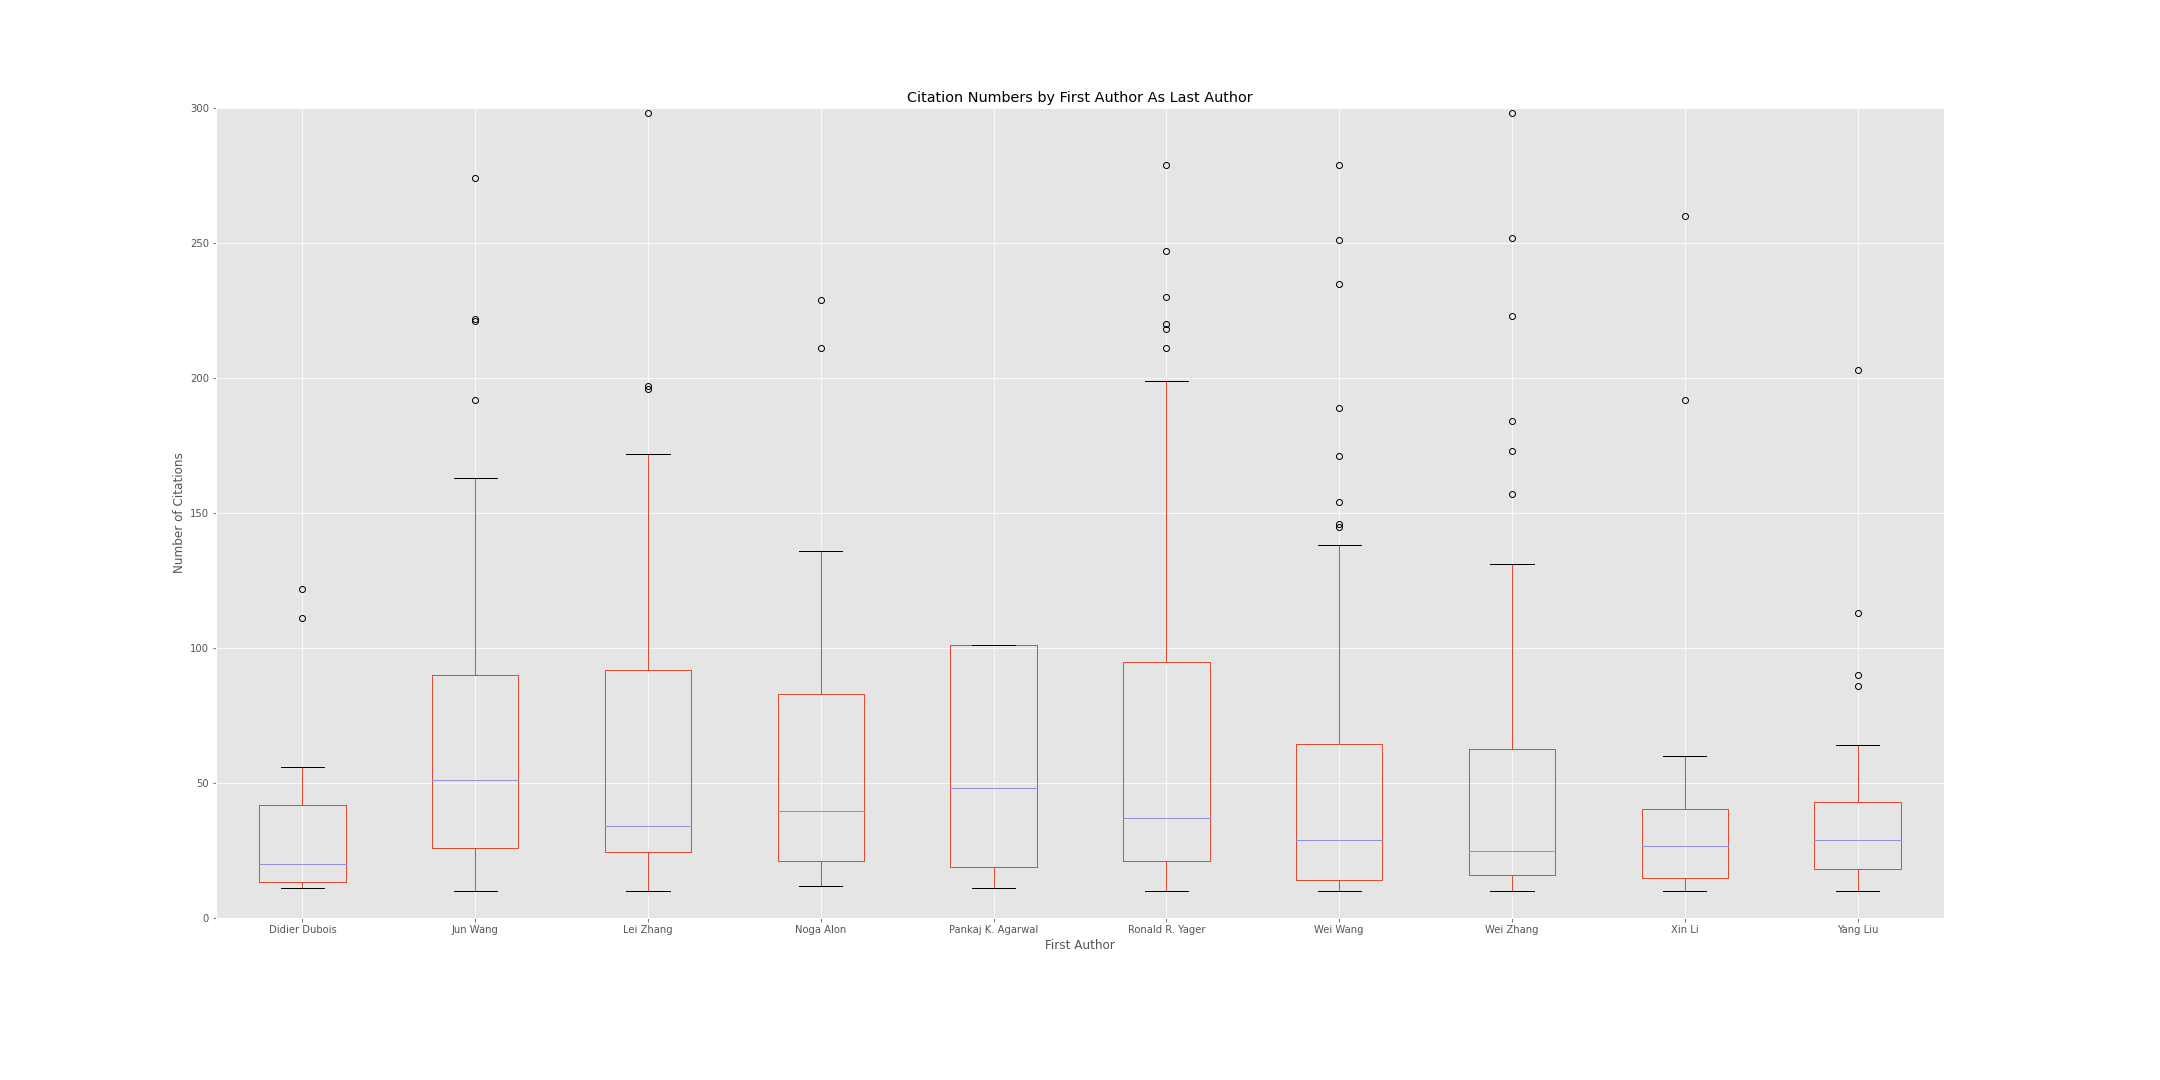 Citation Numbers by First Author As Last Author
300
250
200
150
100
50
0
Number of Citations
Didier Dubois Jun Wang Lei Zhang Noga Alon Pankaj K. Agarwal Ronald R. Yager Wei Wang Wei Zhang Xin Li Yang Liu
First Author